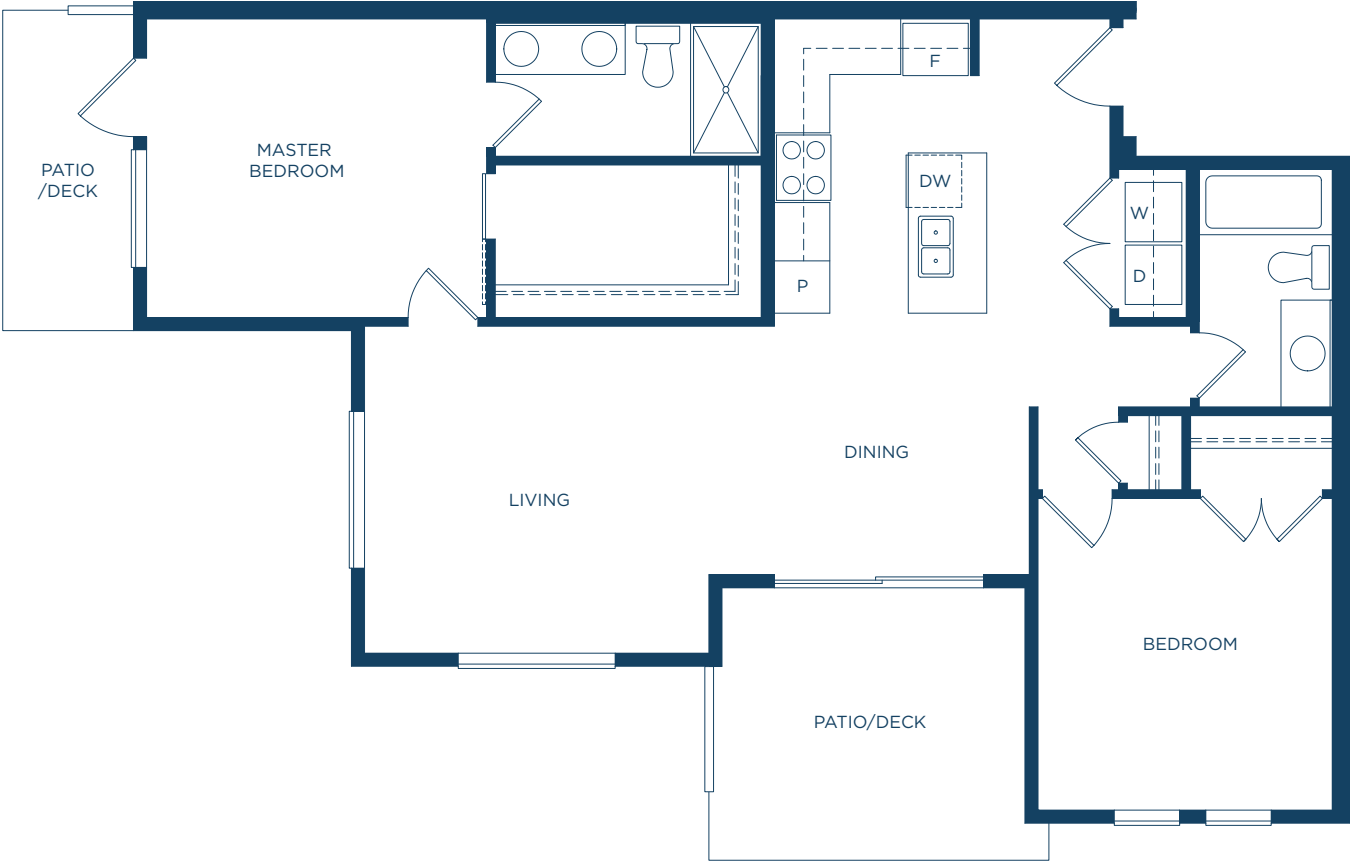 F
MASTER
BEDROOM
PATIO
/DECK
DW
W
D
P
DINING
LIVING
BEDROOM
PATIO/DECK